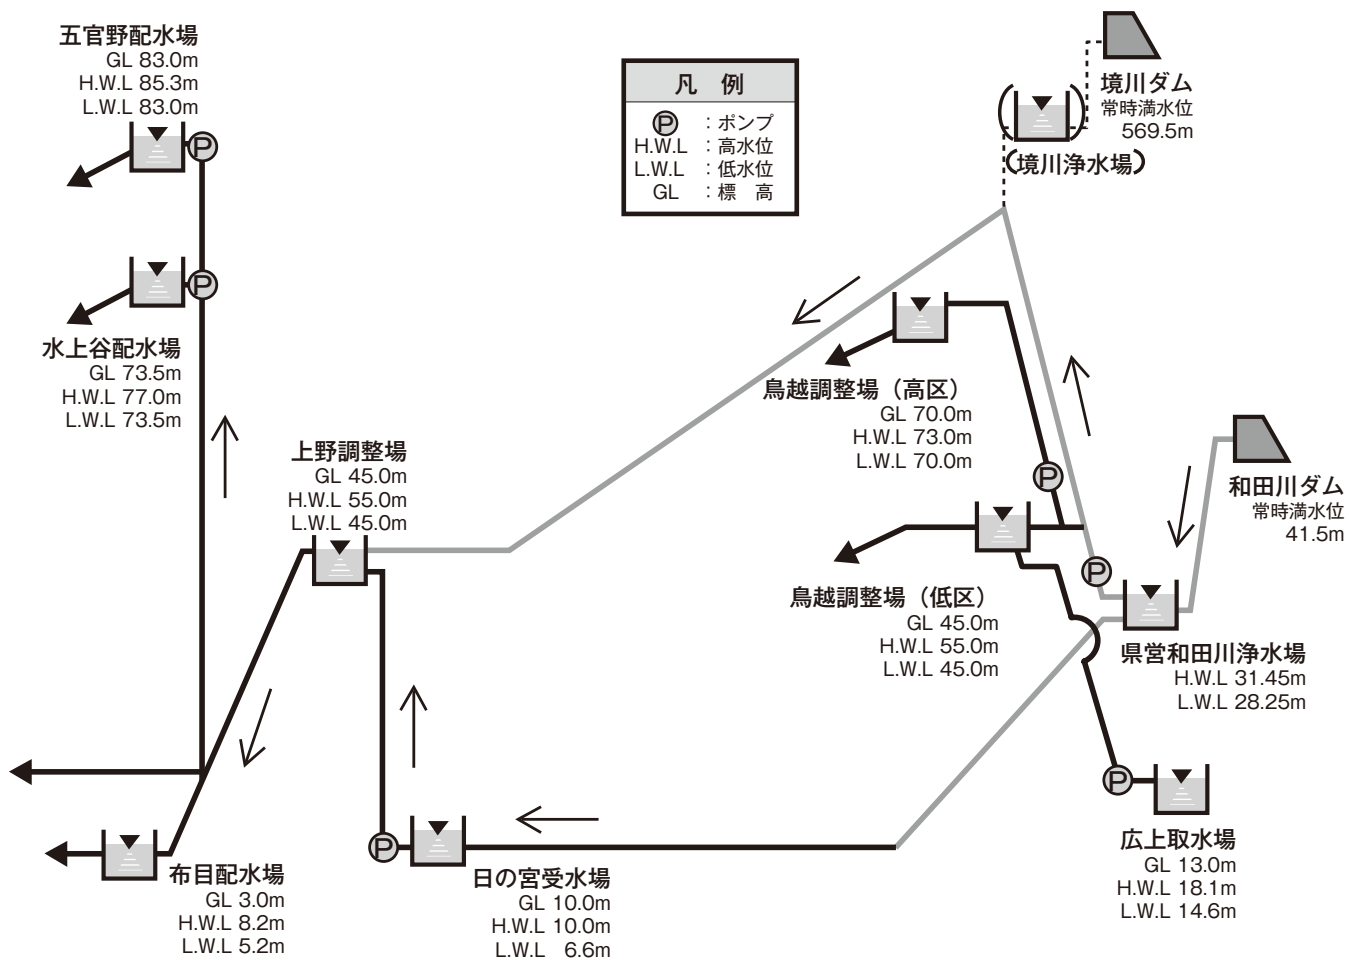 五官野配水場
GL 83.0m
H.W.L 85.3m
L.W.L 83.0m
P
凡 例
P : ポンプ
H.W.L : 高水位
L.W.L : 低水位
GL : 標 高
境川ダム
常時満水位
569.5m
(境川浄水場)
P
水上谷配水場
GL 73.5m
H.W.L 77.0m
L.W.L 73.5m
鳥越調整場（高区）
GL 70.0m
H.W.L 73.0m
L.W.L 70.0m
P
上野調整場
GL 45.0m
H.W.L 55.0m
L.W.L 45.0m
和田川ダム
常時満水位
41.5m
P
鳥越調整場（低区）
GL 45.0m
H.W.L 55.0m
L.W.L 45.0m
県営和田川浄水場
H.W.L 31.45m
L.W.L 28.25m
P
広上取水場
GL 13.0m
H.W.L 18.1m
L.W.L 14.6m
P
布目配水場
GL 3.0m
H.W.L 8.2m
L.W.L 5.2m
日の宮受水場
GL 10.0m
H.W.L 10.0m
L.W.L 6.6m